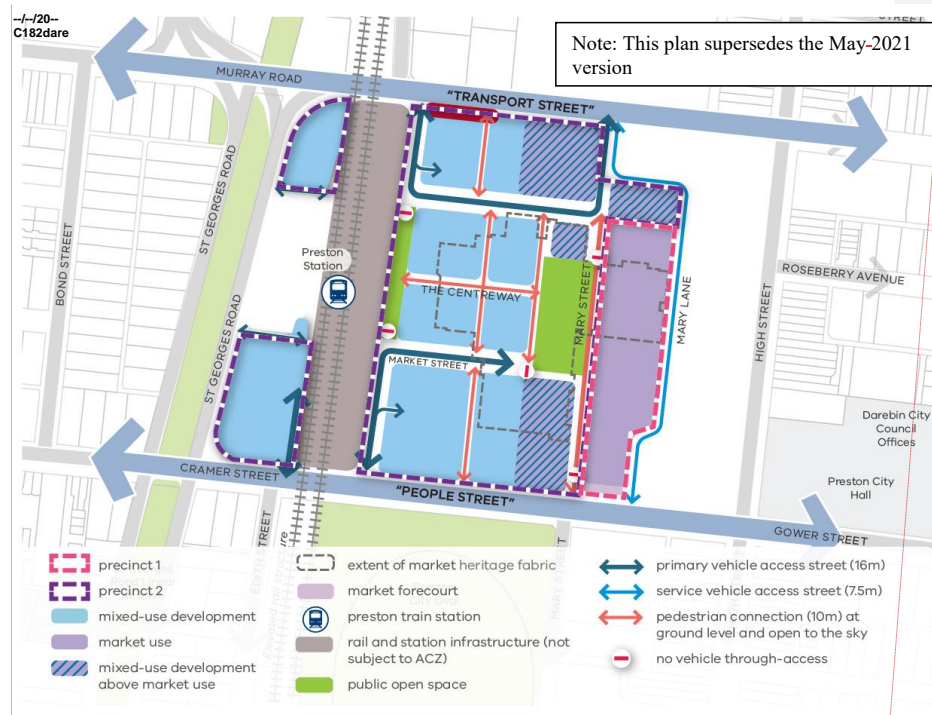 --/--/20--
C182dare
STREET
Note: This plan supersedes the May-2021
version
MURRAY ROAD
"TRANSPORT STREET"
ST GEORGES ROAD
BOND STREET
Preston
Station
ROSEBERRY AVENUE
THE CENTREWAY
MARY STREET
MARY LANE
HIGH STREET
ST GEORGES ROAD
MARKET STREET
Darebin City
Council
Offices
Preston City
Hall
CRAMER STREET
"PEOPLE STREET"
GOWER STREET
STREET
MARY STREET
precinct 1
precinct 2
mixed-use development
market use
mixed-use development
above market use
extent of market heritage fabric
market forecourt
preston train station
rail and station infrastructure (not
subject to ACZ)
public open space
primary vehicle access street (16m)
service vehicle access street (7.5m)
pedestrian connection (10m) at
ground level and open to the sky
no vehicle through-access